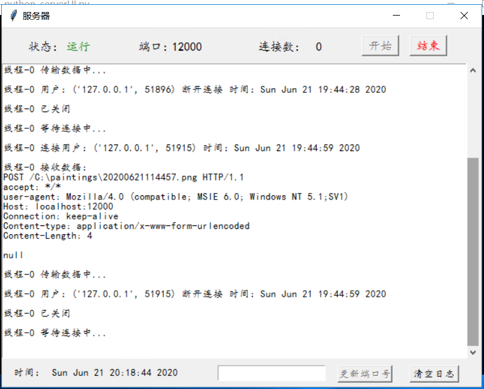 服务器
状态: 运行 端口: 12000 连接数: 0 开始 结束
线程-0 传输数据中...
线程-0 用户: ('127.0.0.1', 51896) 断开连接 时间: Sun Jun 21 19:44:28 2020
线程-0 已关闭
线程-0 等待连接中...
线程-0 连接用户: ('127.0.0.1', 51915) 时间: Sun Jun 21 19:44:59 2020
线程-0 接收数据:
POST /C:\paintings\20200621114457.png HTTP/1.1
accept: */*
user-agent: Mozilla/4.0 (compatible; MSIE 6.0; Windows NT 5.1;SV1)
Host: localhost:12000
Connection: keep-alive
Content-type: application/x-www-form-urlencoded
Content-Length: 4
null
线程-0 传输数据中...
线程-0 用户: ('127.0.0.1', 51915) 断开连接 时间: Sun Jun 21 19:44:59 2020
线程-0 已关闭
线程-0 等待连接中...
时间: Sun Jun 21 20:18:44 2020 更新端口号 清空日志